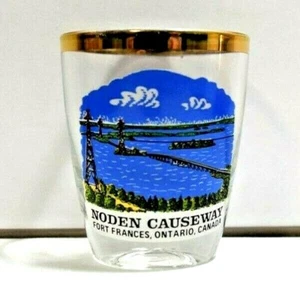 NODEN CAUSEWAY
FORT FRANCES, ONTARIO, CANADA